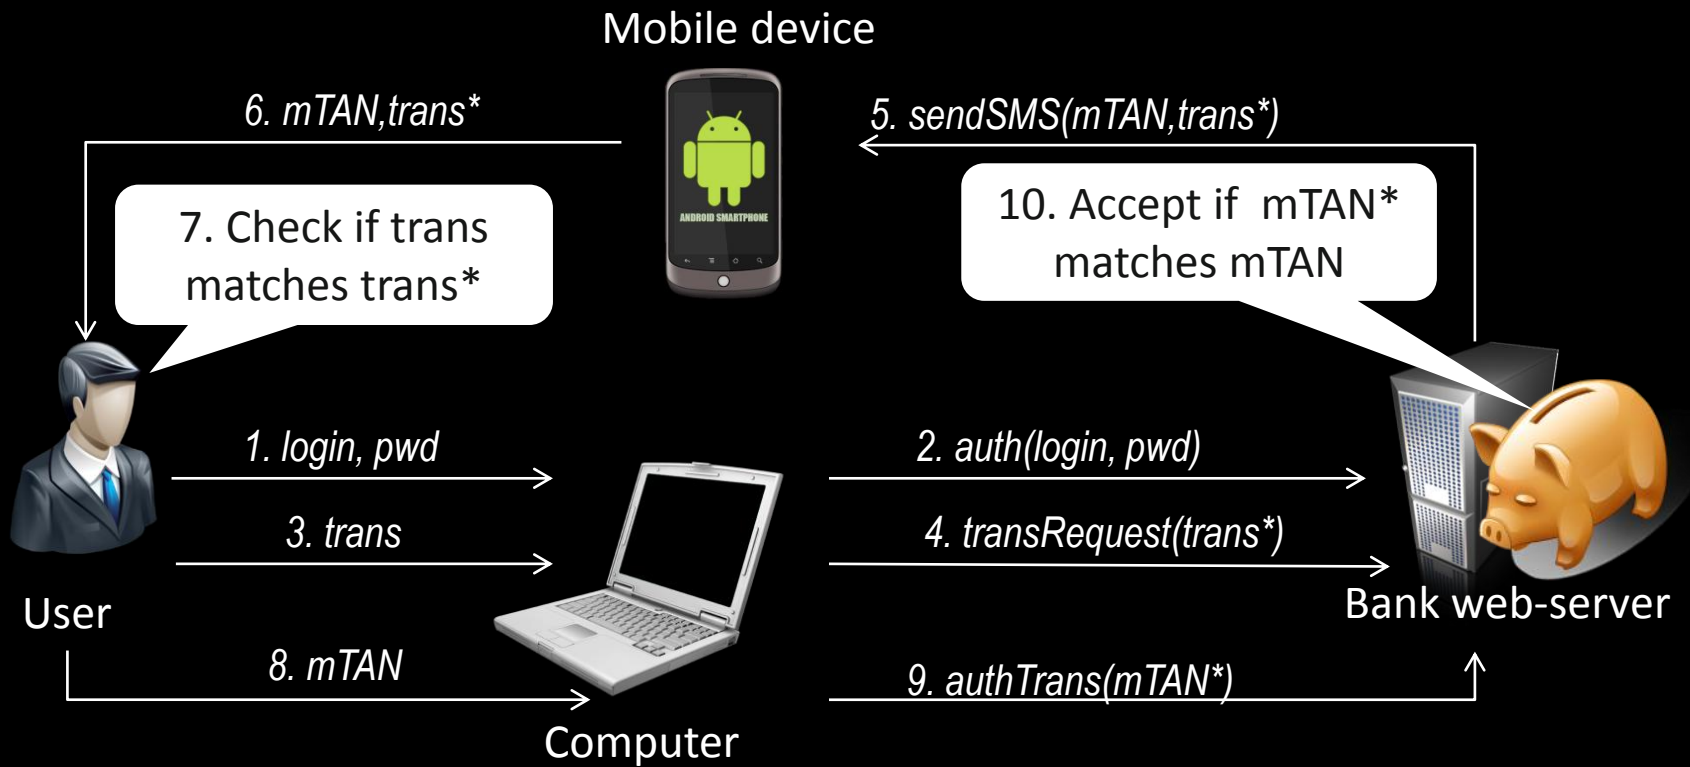 Mobile device
6. mTAN,trans*
5. sendSMS(mTAN,trans*)
ANDROID SMARTPHONE
7. Check if trans
matches trans*
10. Accept if mTAN*
matches mTAN
1. login, pwd
2. auth(login, pwd)
3. trans
4. transRequest(trans*)
User
Bank web-server
8. mTAN
9. authTrans(mTAN*)
Computer